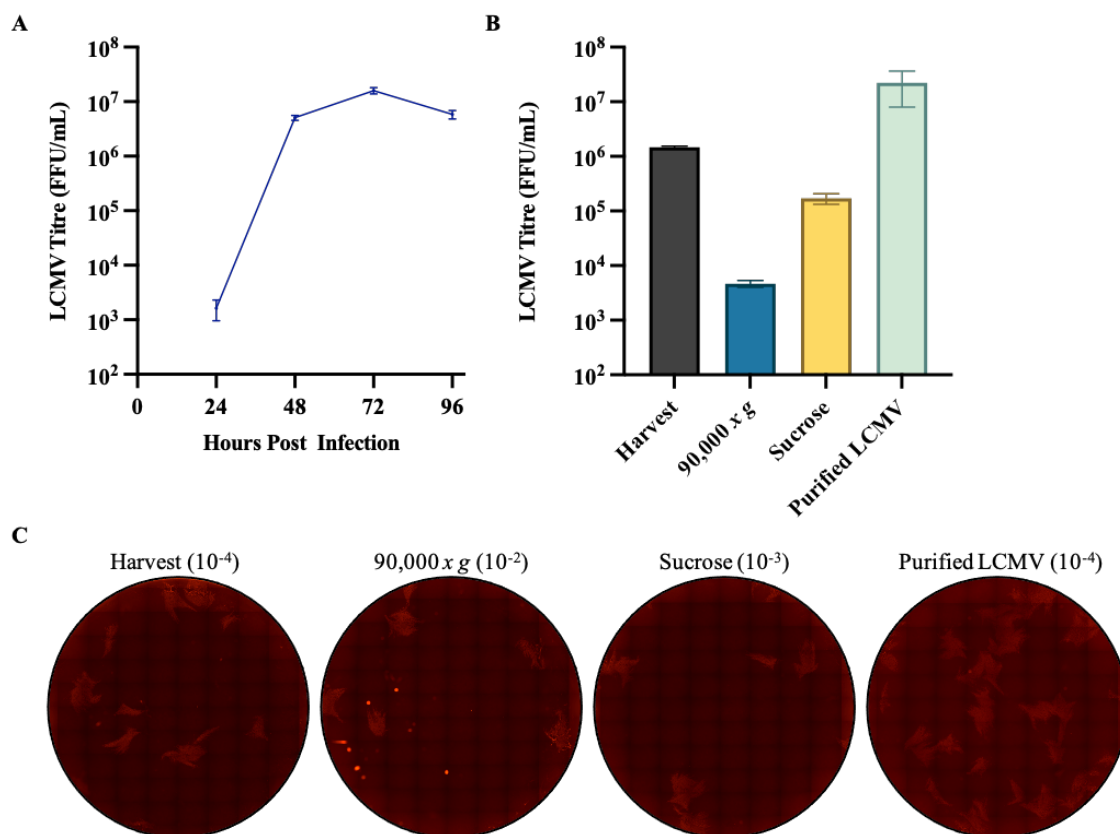 A
10⁸
10⁷
10⁶
10⁵
10⁴
10³
10²
LCMV Titre (FFU/mL)
0 24 48 72 96
Hours Post Infection
B
10⁸
10⁷
10⁶
10⁵
10⁴
10³
10²
LCMV Titre (FFU/mL)
Harvest
90,000 x g
Sucrose
Purified LCMV
C
Harvest (10⁻⁴) 90,000 x g (10⁻²) Sucrose (10⁻³) Purified LCMV (10⁻⁴)